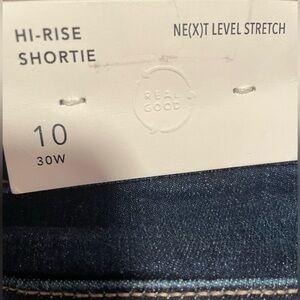 HI-RISE
SHORTIE
NE(X)T LEVEL STRETCH
REAL
GOOD
10
30W